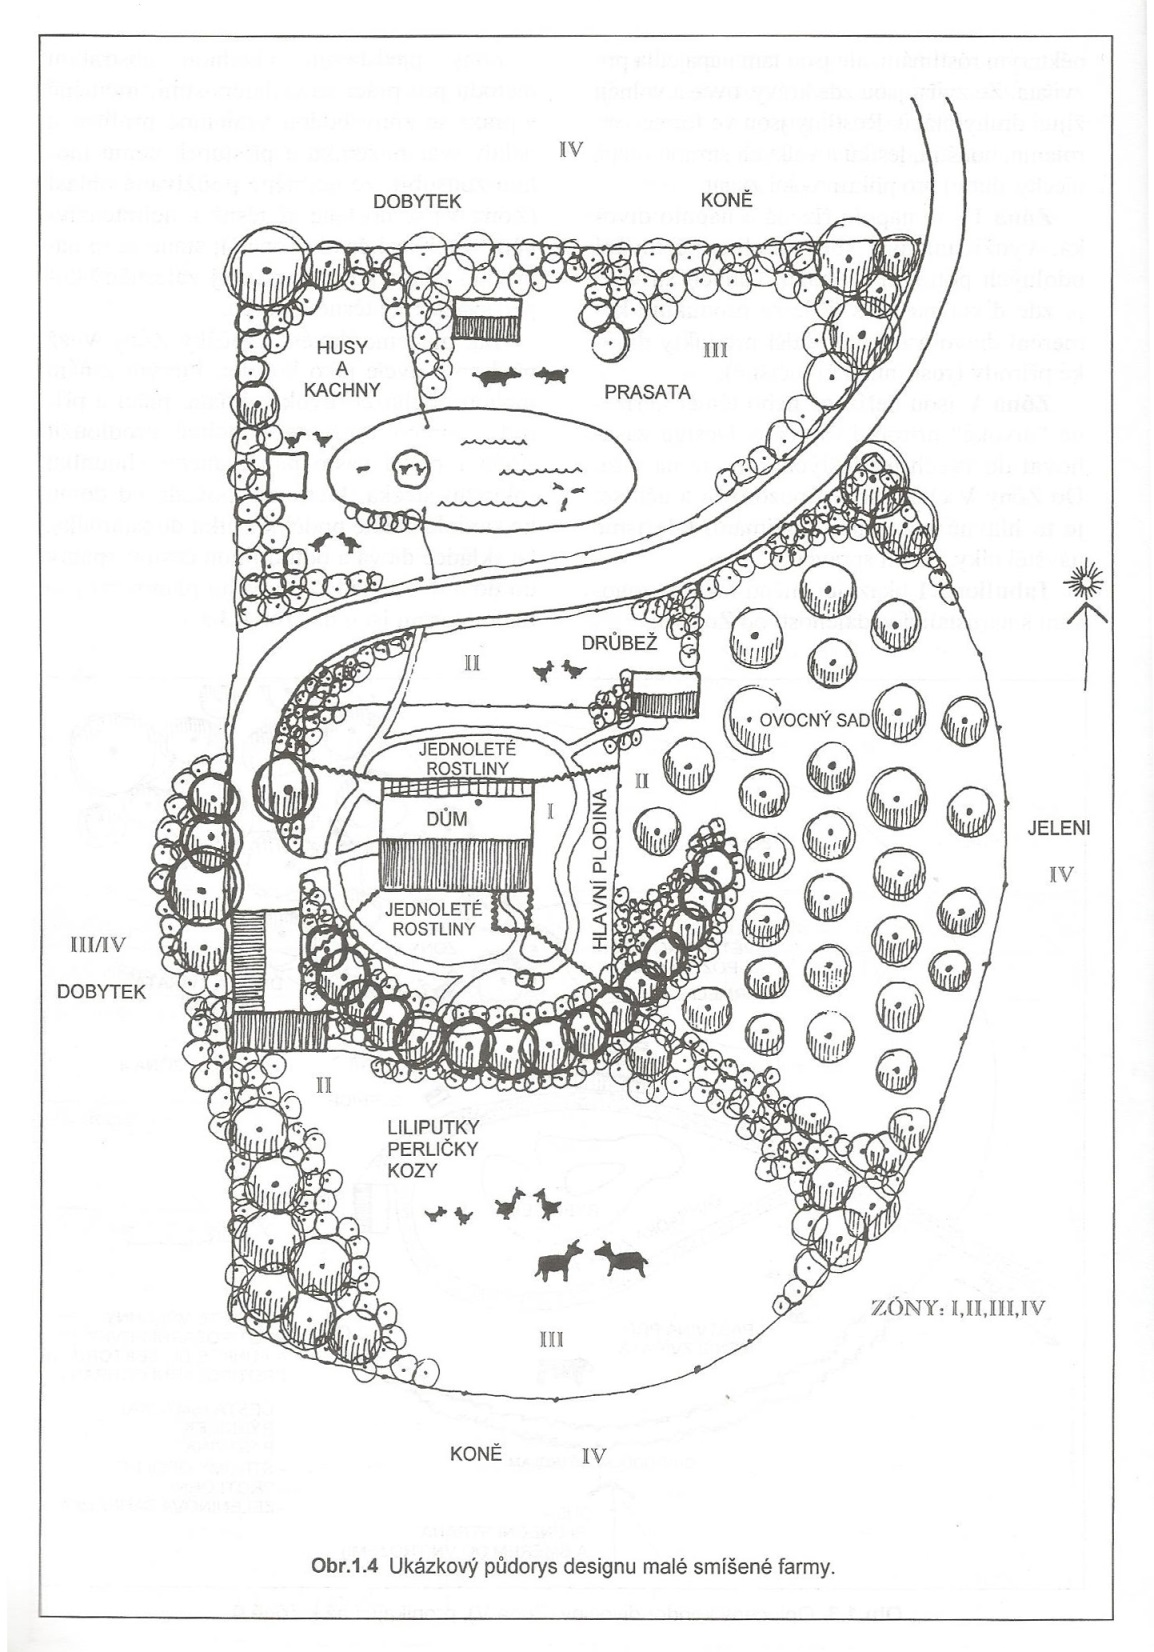 IV
DOBYTEK
KONĚ
HUSY
A
KACHNY
III
PRASATA
II
DRŮBEŽ
OVOCNÝ SAD
JEDNOLETÉ
ROSTLINY
II
DŮM
I
HLAVNÍ PLODINA
JELENI
IV
JEDNOLETÉ
ROSTLINY
III/IV
DOBYTEK
II
LILIPUTKY
PERLIČKY
KOZY
ZÓNY: I,II,III,IV
III
KONĚ
IV
Obr.1.4 Ukázkový půdorys designu malé smíšené farmy.